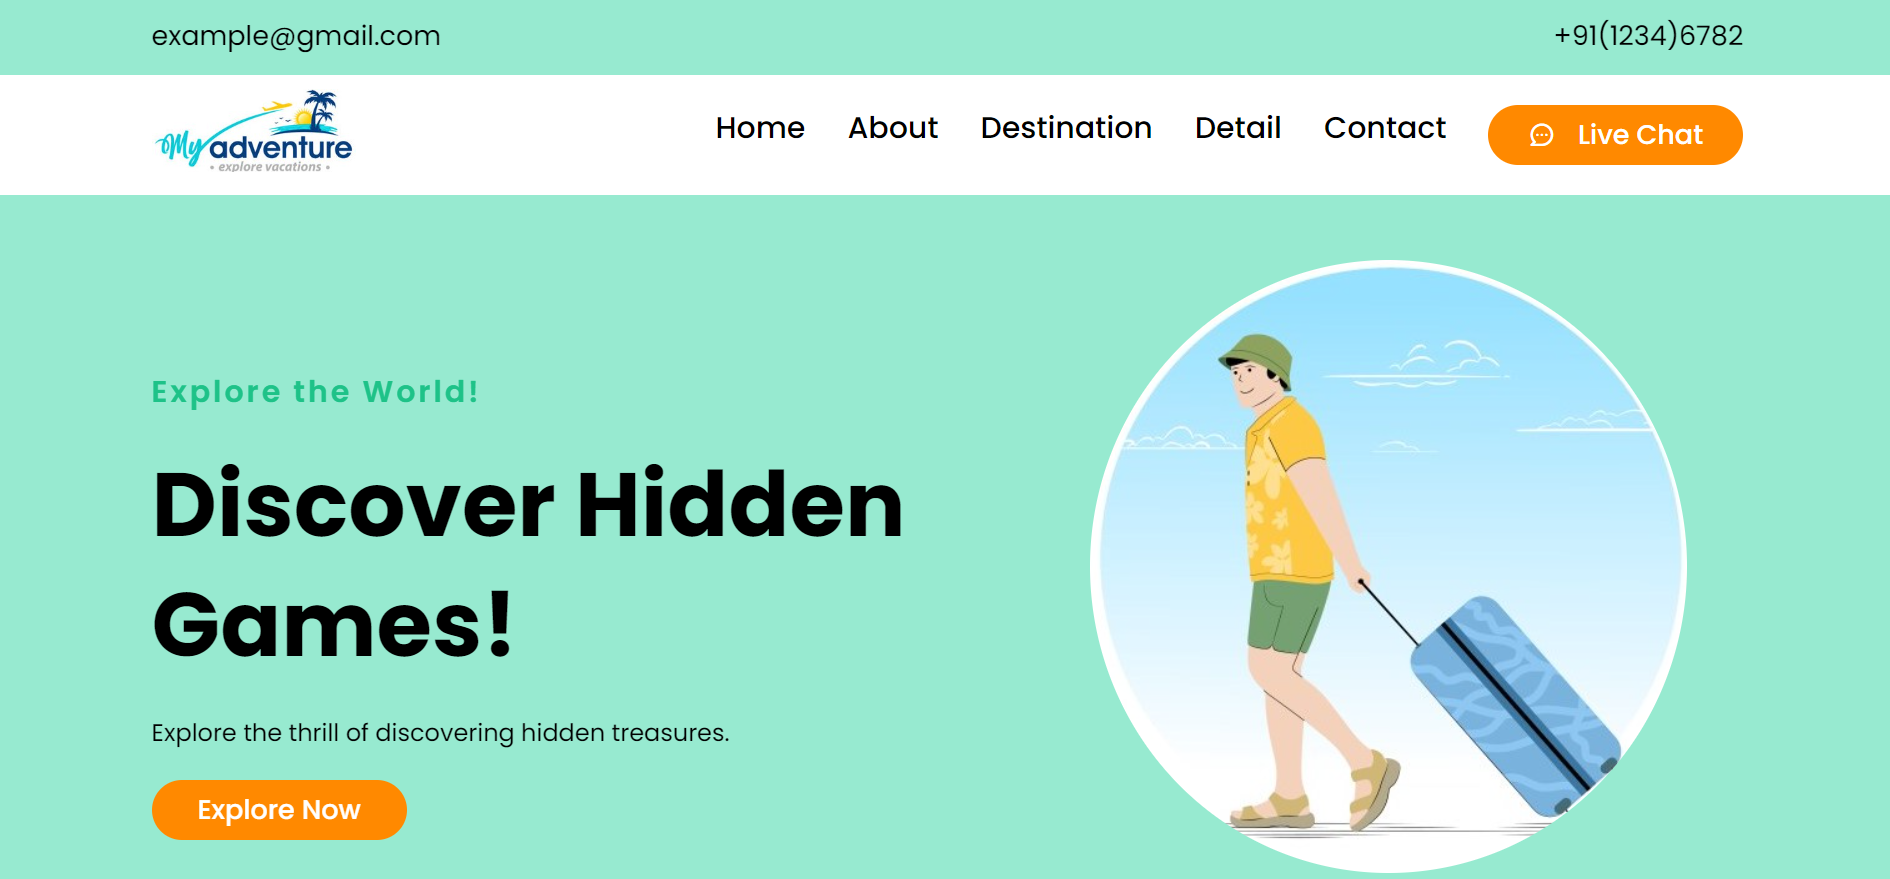 example@gmail.com
+91(1234)6782
My adventure
• explore vacations •
Home
About
Destination
Detail
Contact
Live Chat
Explore the World!
Discover Hidden
Games!
Explore the thrill of discovering hidden treasures.
Explore Now